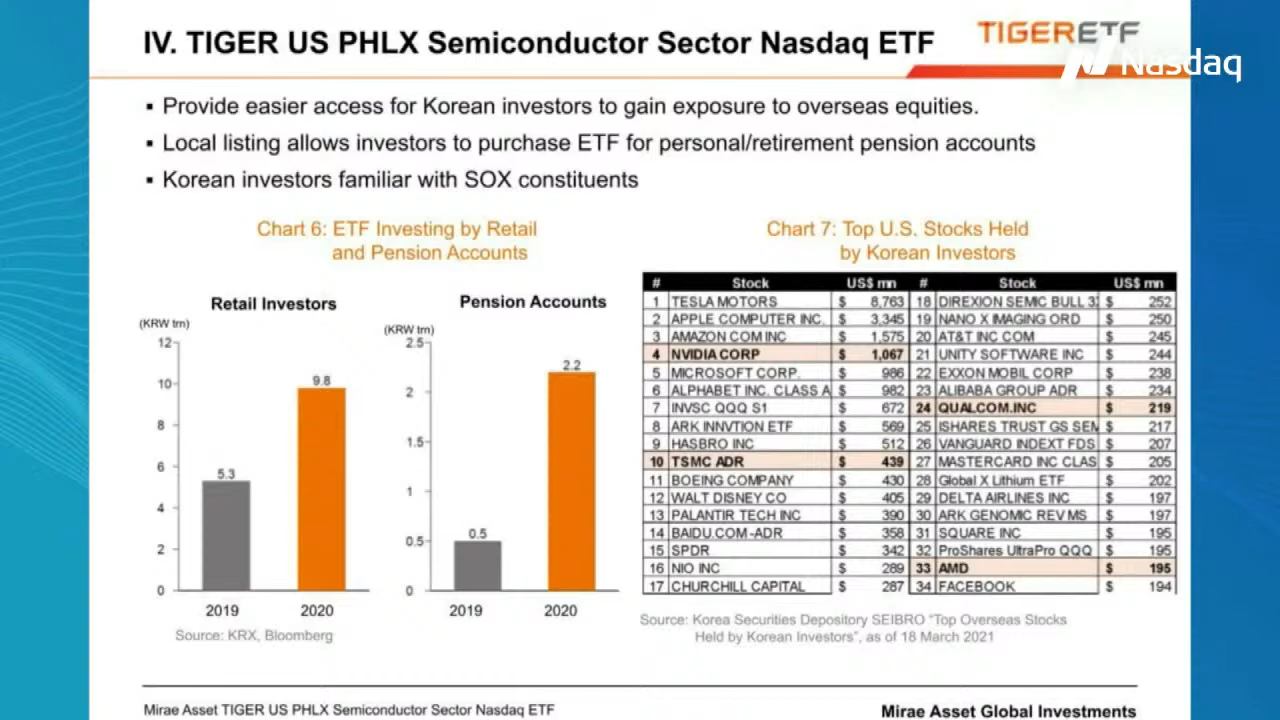 IV. TIGER US PHLX Semiconductor Sector Nasdaq ETF
TIGERETF
Nasdaq
▪ Provide easier access for Korean investors to gain exposure to overseas equities.
▪ Local listing allows investors to purchase ETF for personal/retirement pension accounts
▪ Korean investors familiar with SOX constituents
Chart 6: ETF Investing by Retail
and Pension Accounts
Retail Investors
(KRW trn)
12
10
8
6
4
2
0
5.3
9.8
2019 2020
Pension Accounts
(KRW trn)
2.5
2
1.5
1
0.5
0
0.5
2.2
2019 2020
Source: KRX, Bloomberg
Chart 7: Top U.S. Stocks Held
by Korean Investors
# Stock US$ mn # Stock US$ mn
1 TESLA MOTORS $ 8,763 18 DIREXION SEMIC BULL 3X $ 252
2 APPLE COMPUTER INC. $ 3,345 19 NANO X IMAGING ORD $ 250
3 AMAZON COM INC $ 1,575 20 AT&T INC COM $ 245
4 NVIDIA CORP $ 1,067 21 UNITY SOFTWARE INC $ 244
5 MICROSOFT CORP. $ 986 22 EXXON MOBIL CORP $ 238
6 ALPHABET INC. CLASS A $ 982 23 ALIBABA GROUP ADR $ 234
7 INVSC QQQ S1 $ 672 24 QUALCOM.INC $ 219
8 ARK INNVTION ETF $ 569 25 ISHARES TRUST GS SEM $ 217
9 HASBRO INC $ 512 26 VANGUARD INDEXT FDS $ 207
10 TSMC ADR $ 439 27 MASTERCARD INC CLAS $ 205
11 BOEING COMPANY $ 430 28 Global X Lithium ETF $ 202
12 WALT DISNEY CO $ 405 29 DELTA AIRLINES INC $ 197
13 PALANTIR TECH INC $ 390 30 ARK GENOMIC REV MS $ 197
14 BAIDU.COM -ADR $ 358 31 SQUARE INC $ 195
15 SPDR $ 342 32 ProShares UltraPro QQQ $ 195
16 NIO INC $ 289 33 AMD $ 195
17 CHURCHILL CAPITAL $ 287 34 FACEBOOK $ 194
Source: Korea Securities Depository SEIBRO “Top Overseas Stocks
Held by Korean Investors”, as of 18 March 2021
Mirae Asset TIGER US PHLX Semiconductor Sector Nasdaq ETF
Mirae Asset Global Investments